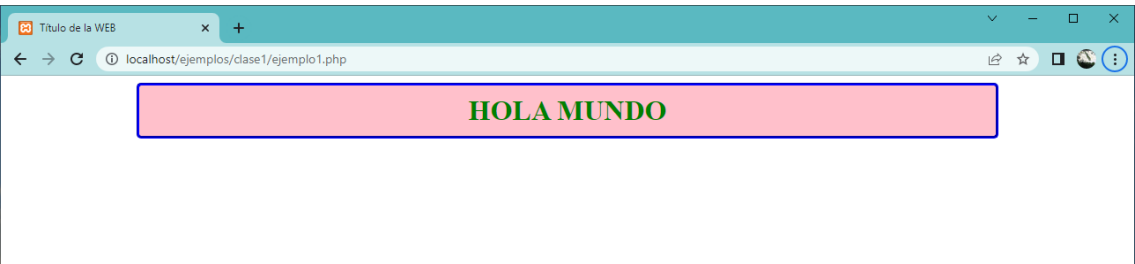 Título de la WEB
localhost/ejemplos/clase1/ejemplo1.php
HOLA MUNDO